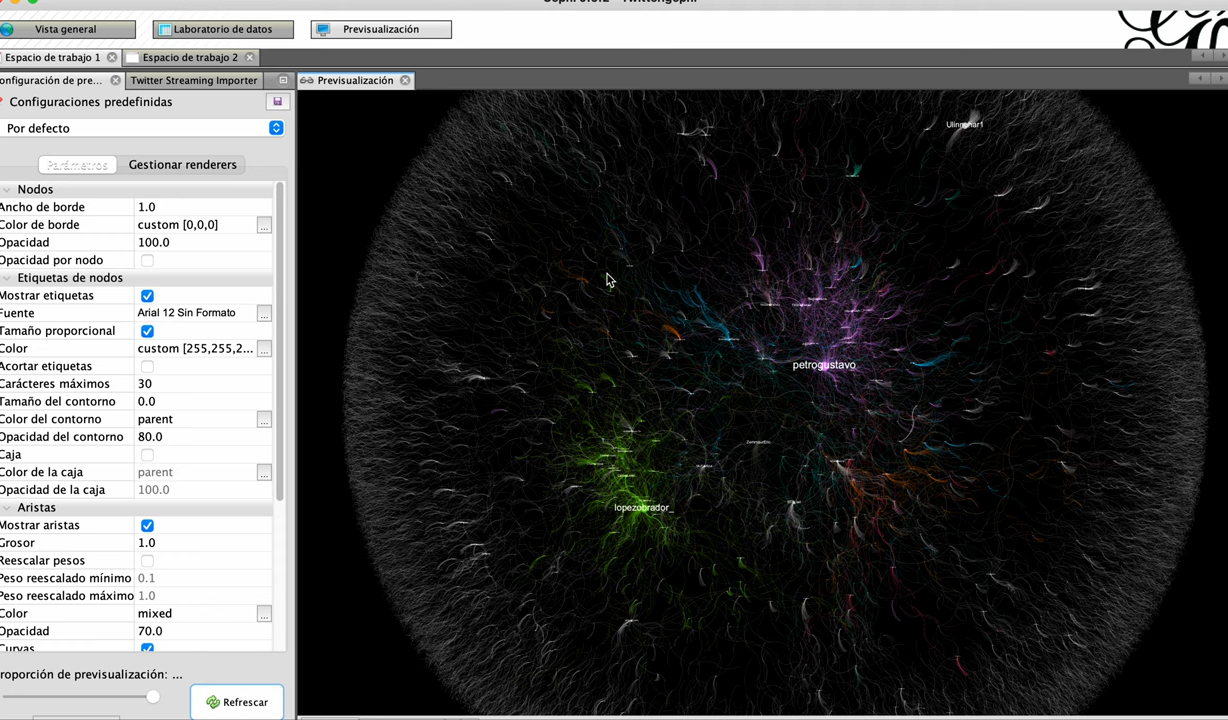 Vista general
Laboratorio de datos
Previsualización
Espacio de trabajo 1
Espacio de trabajo 2
onfiguración de pre...
Twitter Streaming Importer
Previsualización
Configuraciones predefinidas
Por defecto
Parámetros
Gestionar renderers
Nodos
Ancho de borde 1.0
Color de borde custom [0,0,0] ...
Opacidad 100.0
Opacidad por nodo
Etiquetas de nodos
Mostrar etiquetas
Fuente Arial 12 Sin Formato ...
Tamaño proporcional
Color custom [255,255,2... ...
Acortar etiquetas
Carácteres máximos 30
Tamaño del contorno 0.0
Color del contorno parent ...
Opacidad del contorno 80.0
Caja
Color de la caja parent ...
Opacidad de la caja 100.0
Aristas
Mostrar aristas
Grosor 1.0
Reescalar pesos
Peso reescalado mínimo 0.1
Peso reescalado máximo 1.0
Color mixed ...
Opacidad 70.0
Curvas
roporción de previsualización: ...
Refrescar
petrogustavo
lopezobrador_